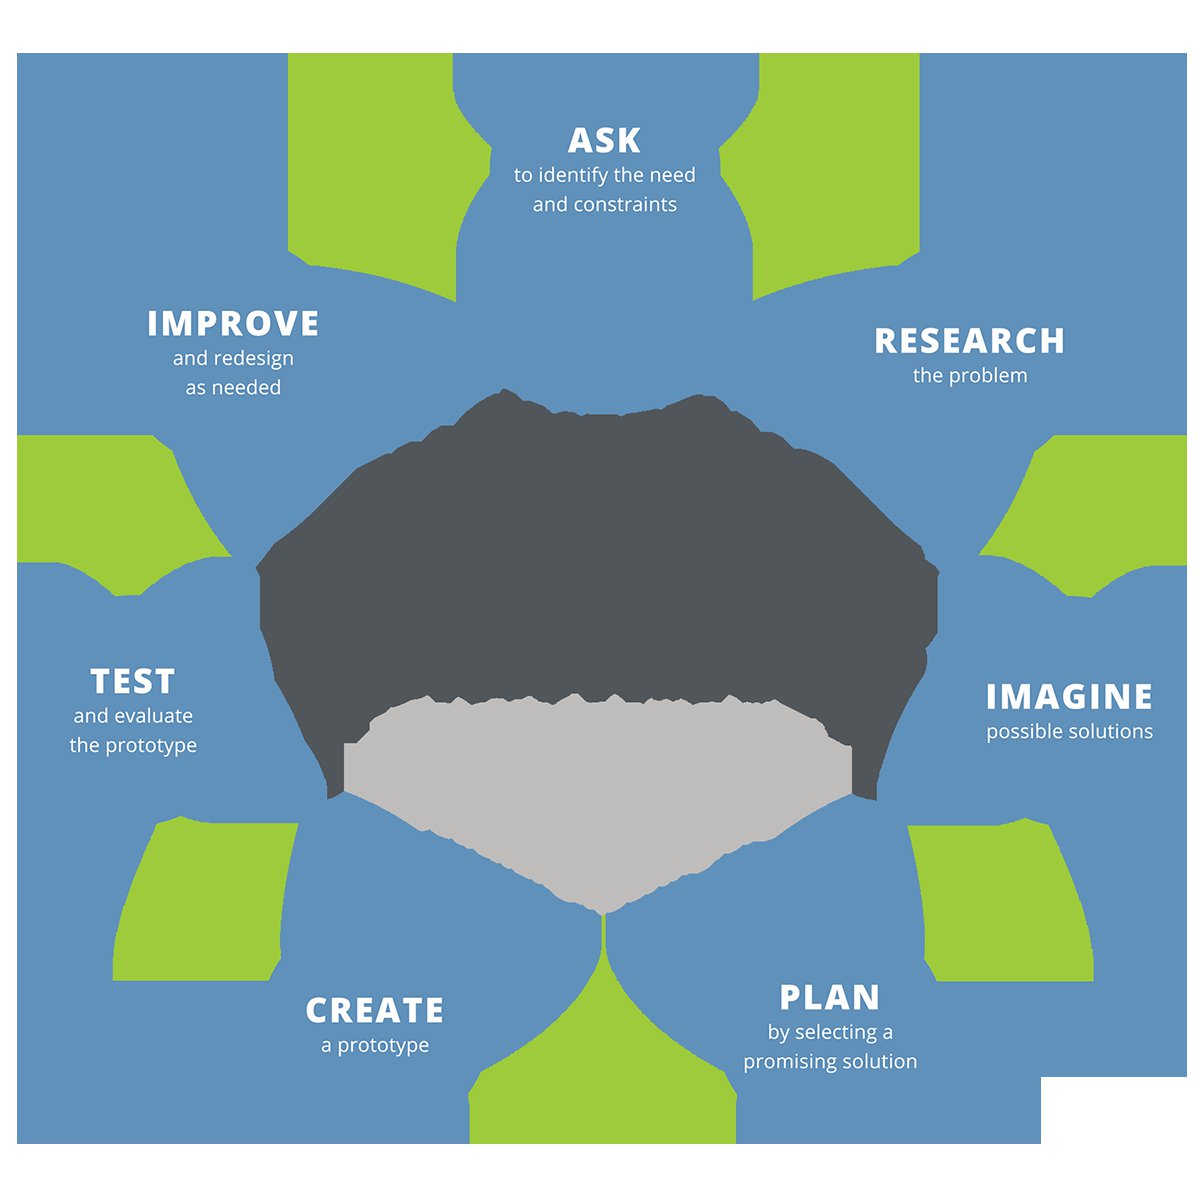 ASK
to identify the need
and constraints
RESEARCH
the problem
IMAGINE
possible solutions
PLAN
by selecting a
promising solution
CREATE
a prototype
TEST
and evaluate
the prototype
IMPROVE
and redesign
as needed